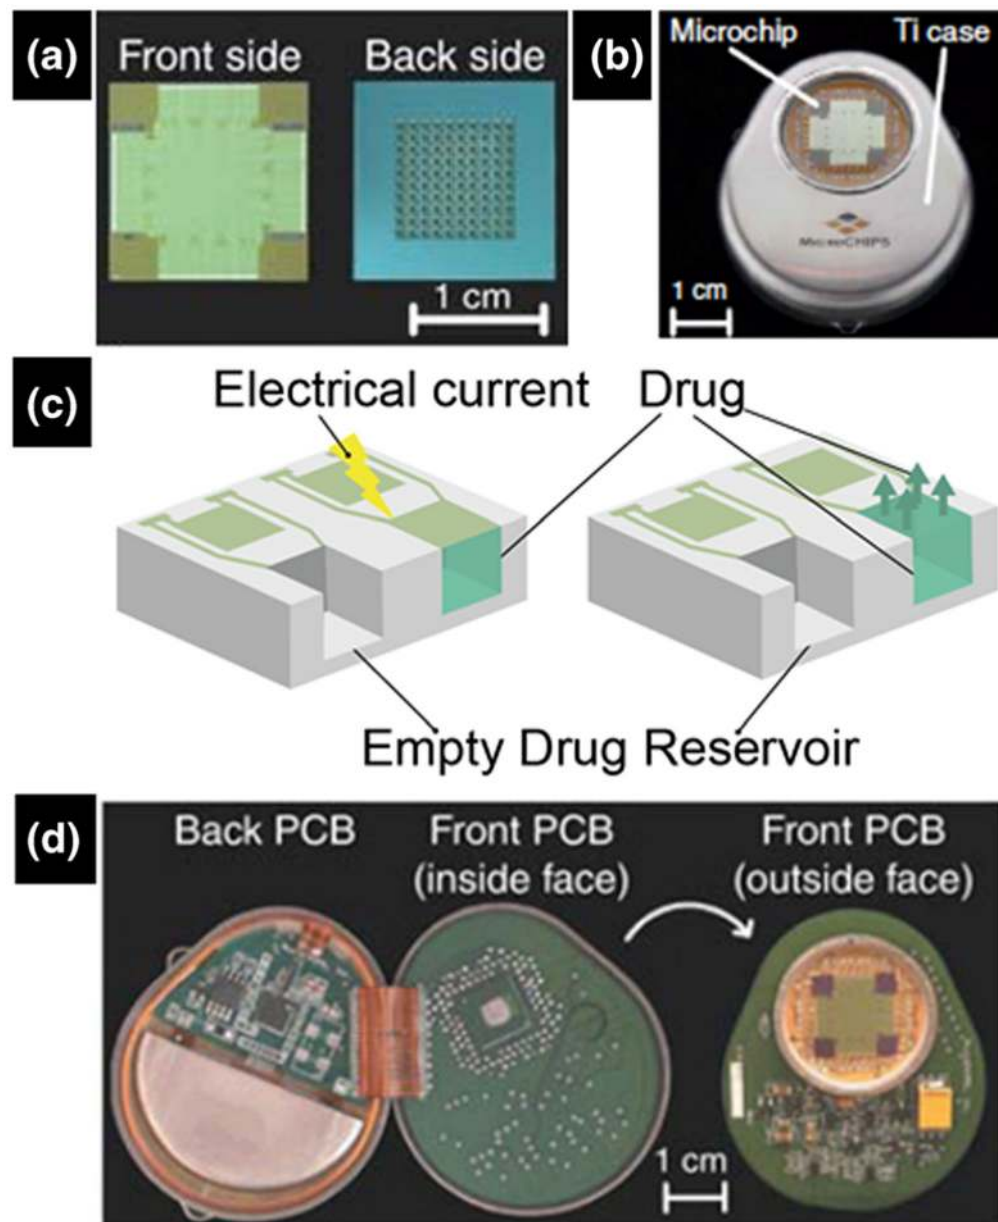 (a)
Front side
Back side
1 cm
(b)
Microchip
Ti case
MicroCHIPS
1 cm
(c)
Electrical current
Drug
Empty Drug Reservoir
(d)
Back PCB
Front PCB
(inside face)
Front PCB
(outside face)
1 cm